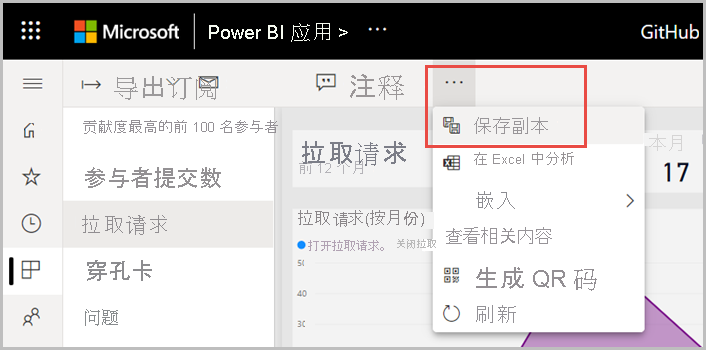 Microsoft Power BI 应用 > ··· GitHub
导出订阅 注释 ···
贡献度最高的前 100 名参与者
参与者提交数
拉取请求
穿孔卡
问题
拉取请求
前 12 个月
本月
17
拉取请求(按月份)
打开拉取请求。 关闭拉取
50
40
30
保存副本
在 Excel 中分析
嵌入
查看相关内容
生成 QR 码
刷新